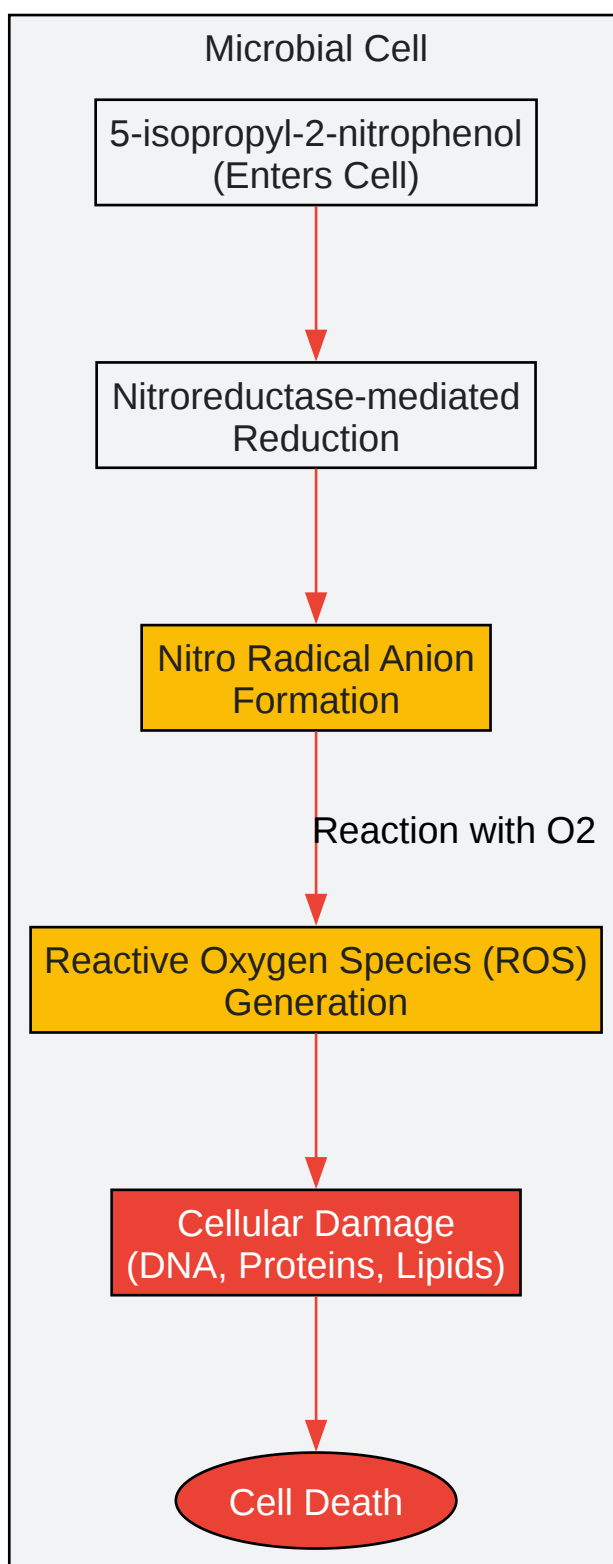 Microbial Cell
5-isopropyl-2-nitrophenol
(Enters Cell)
Nitroreductase-mediated
Reduction
Nitro Radical Anion
Formation
Reaction with O2
Reactive Oxygen Species (ROS)
Generation
Cellular Damage
(DNA, Proteins, Lipids)
Cell Death